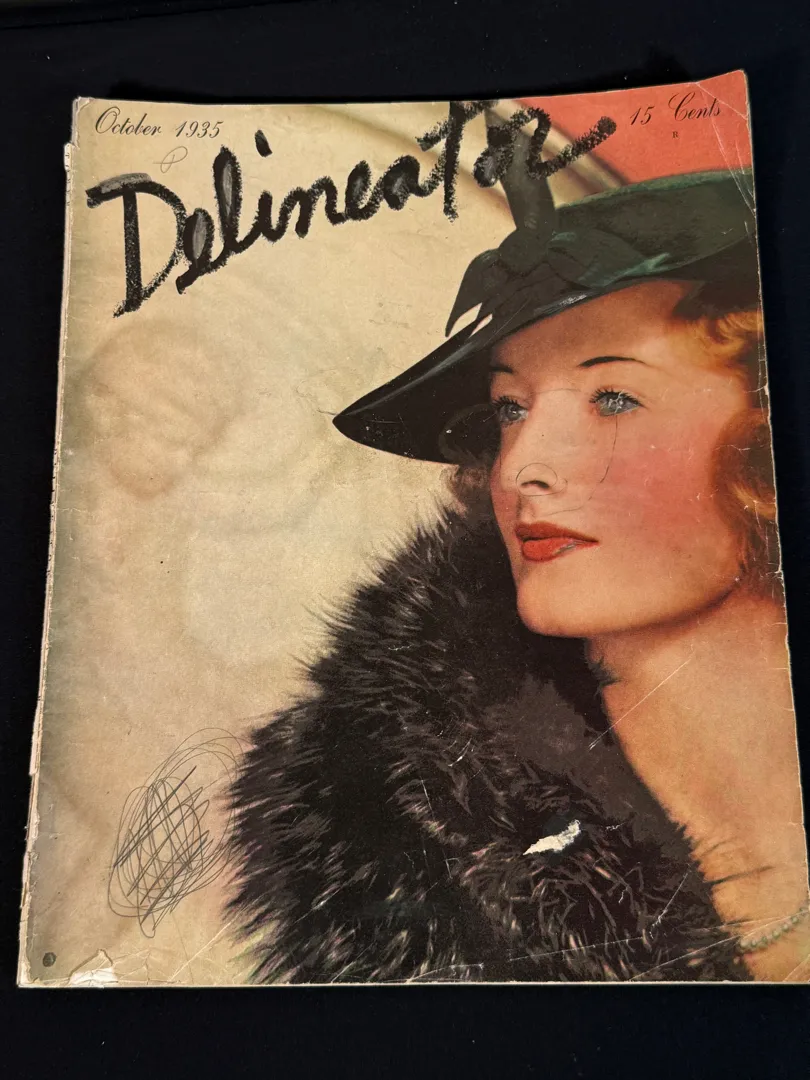 October 1935
15 Cents
R
Delineator